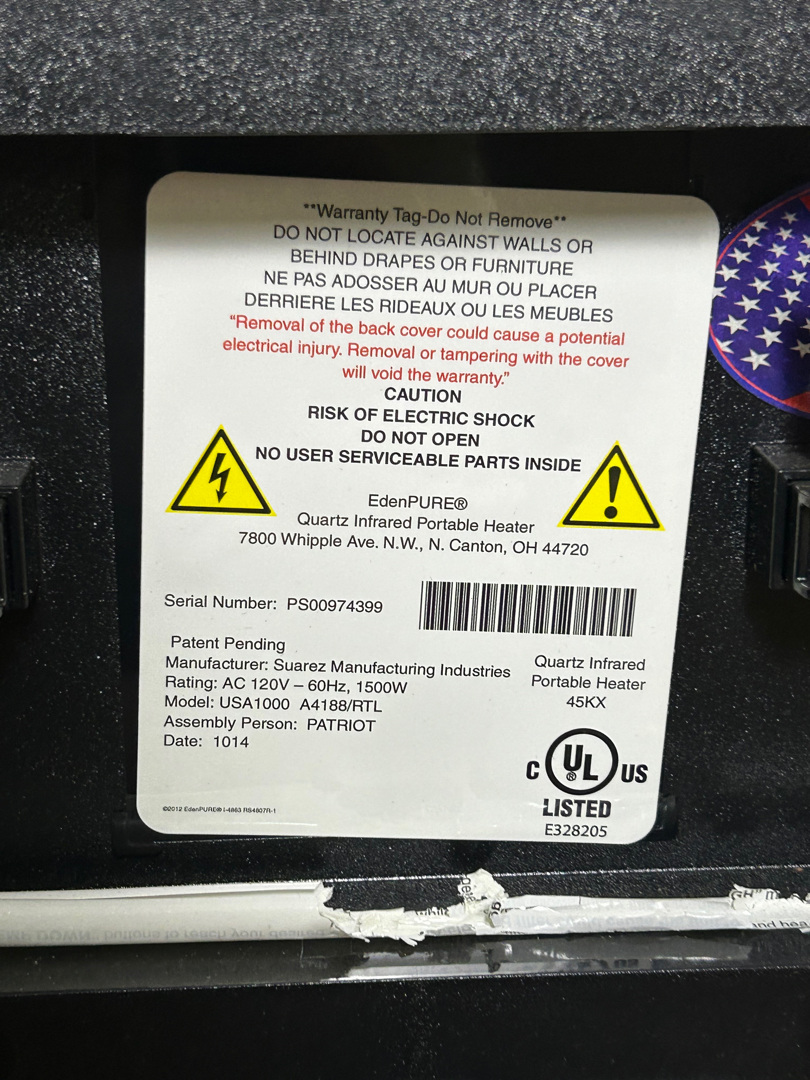 **Warranty Tag-Do Not Remove**
DO NOT LOCATE AGAINST WALLS OR
BEHIND DRAPES OR FURNITURE
NE PAS ADOSSER AU MUR OU PLACER
DERRIERE LES RIDEAUX OU LES MEUBLES
“Removal of the back cover could cause a potential
electrical injury. Removal or tampering with the cover
will void the warranty.”
CAUTION
RISK OF ELECTRIC SHOCK
DO NOT OPEN
NO USER SERVICEABLE PARTS INSIDE
EdenPURE®
Quartz Infrared Portable Heater
7800 Whipple Ave. N.W., N. Canton, OH 44720
Serial Number: PS00974399
Patent Pending
Manufacturer: Suarez Manufacturing Industries
Rating: AC 120V – 60Hz, 1500W
Model: USA1000 A4188/RTL
Assembly Person: PATRIOT
Date: 1014
Quartz Infrared
Portable Heater
45KX
C UL® US
LISTED
E328205
©2012 EdenPURE® I-4863 RS4807R-1